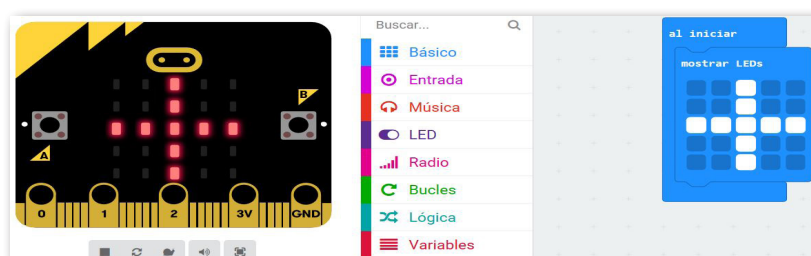 B
A
0 1 2 3V GND
Buscar...
Básico
Entrada
Música
LED
Radio
Bucles
Lógica
Variables
al iniciar
mostrar LEDs